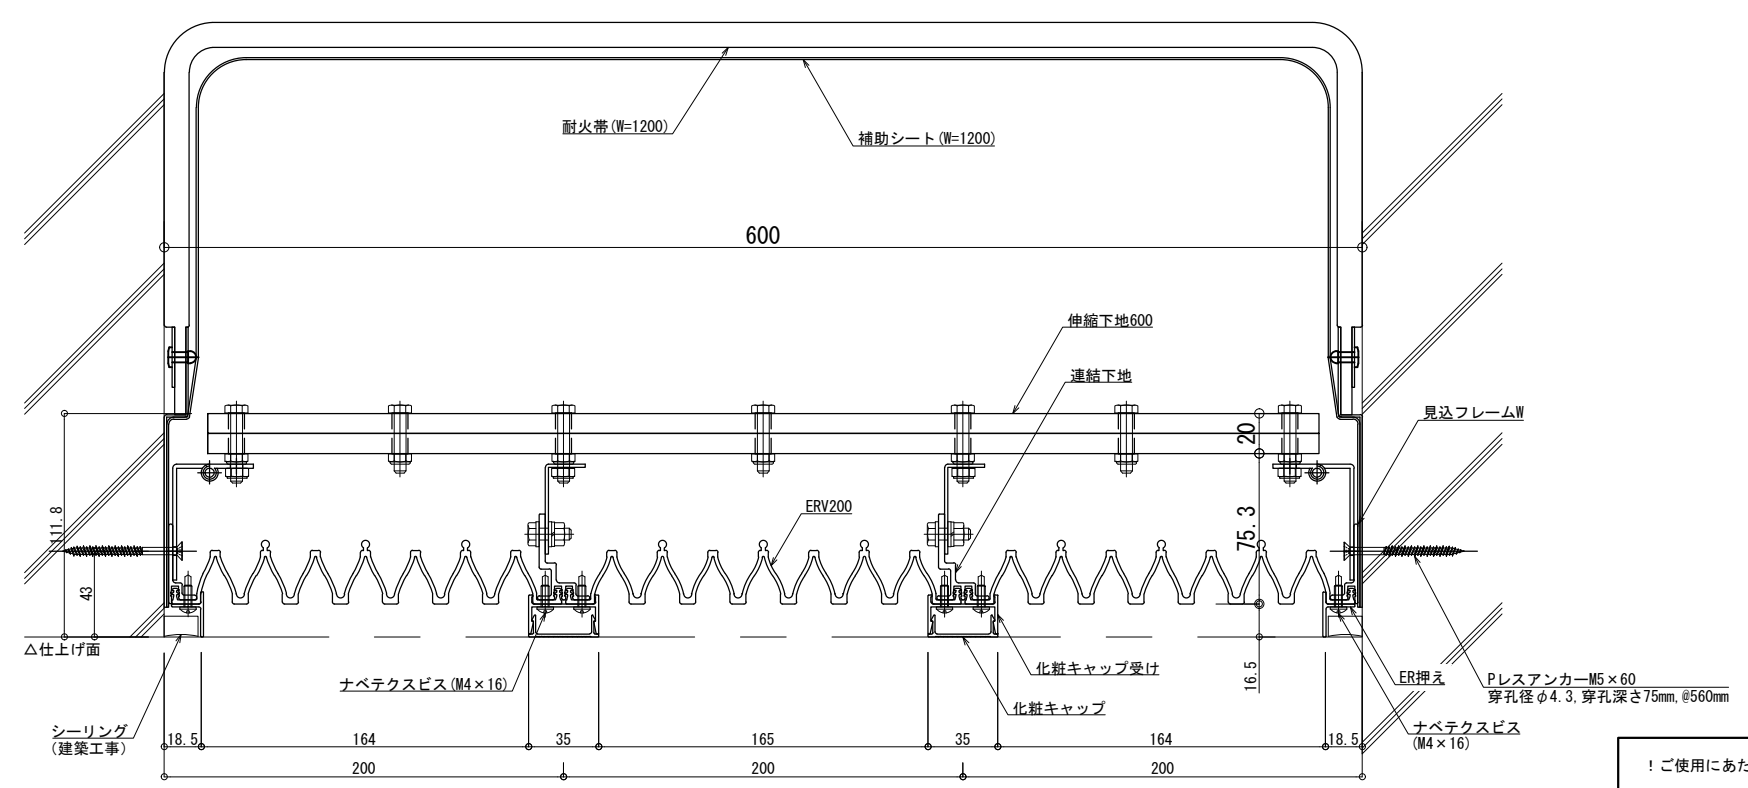 耐火帯(W=1200)
補助シート(W=1200)
600
伸縮下地600
連結下地
見込フレームW
20
ERV200
111.8
75.3
43
△仕上げ面
16.5
化粧キャップ受け
ER押え
ナベテクスビス(M4×16)
Pレスアンカー M5×60
穿孔径φ4.3,穿孔深さ75mm,@560mm
化粧キャップ
シーリング
(建築工事)
ナベテクスビス
(M4×16)
18.5
164
35
165
35
164
18.5
200
200
200
!ご使用にあた